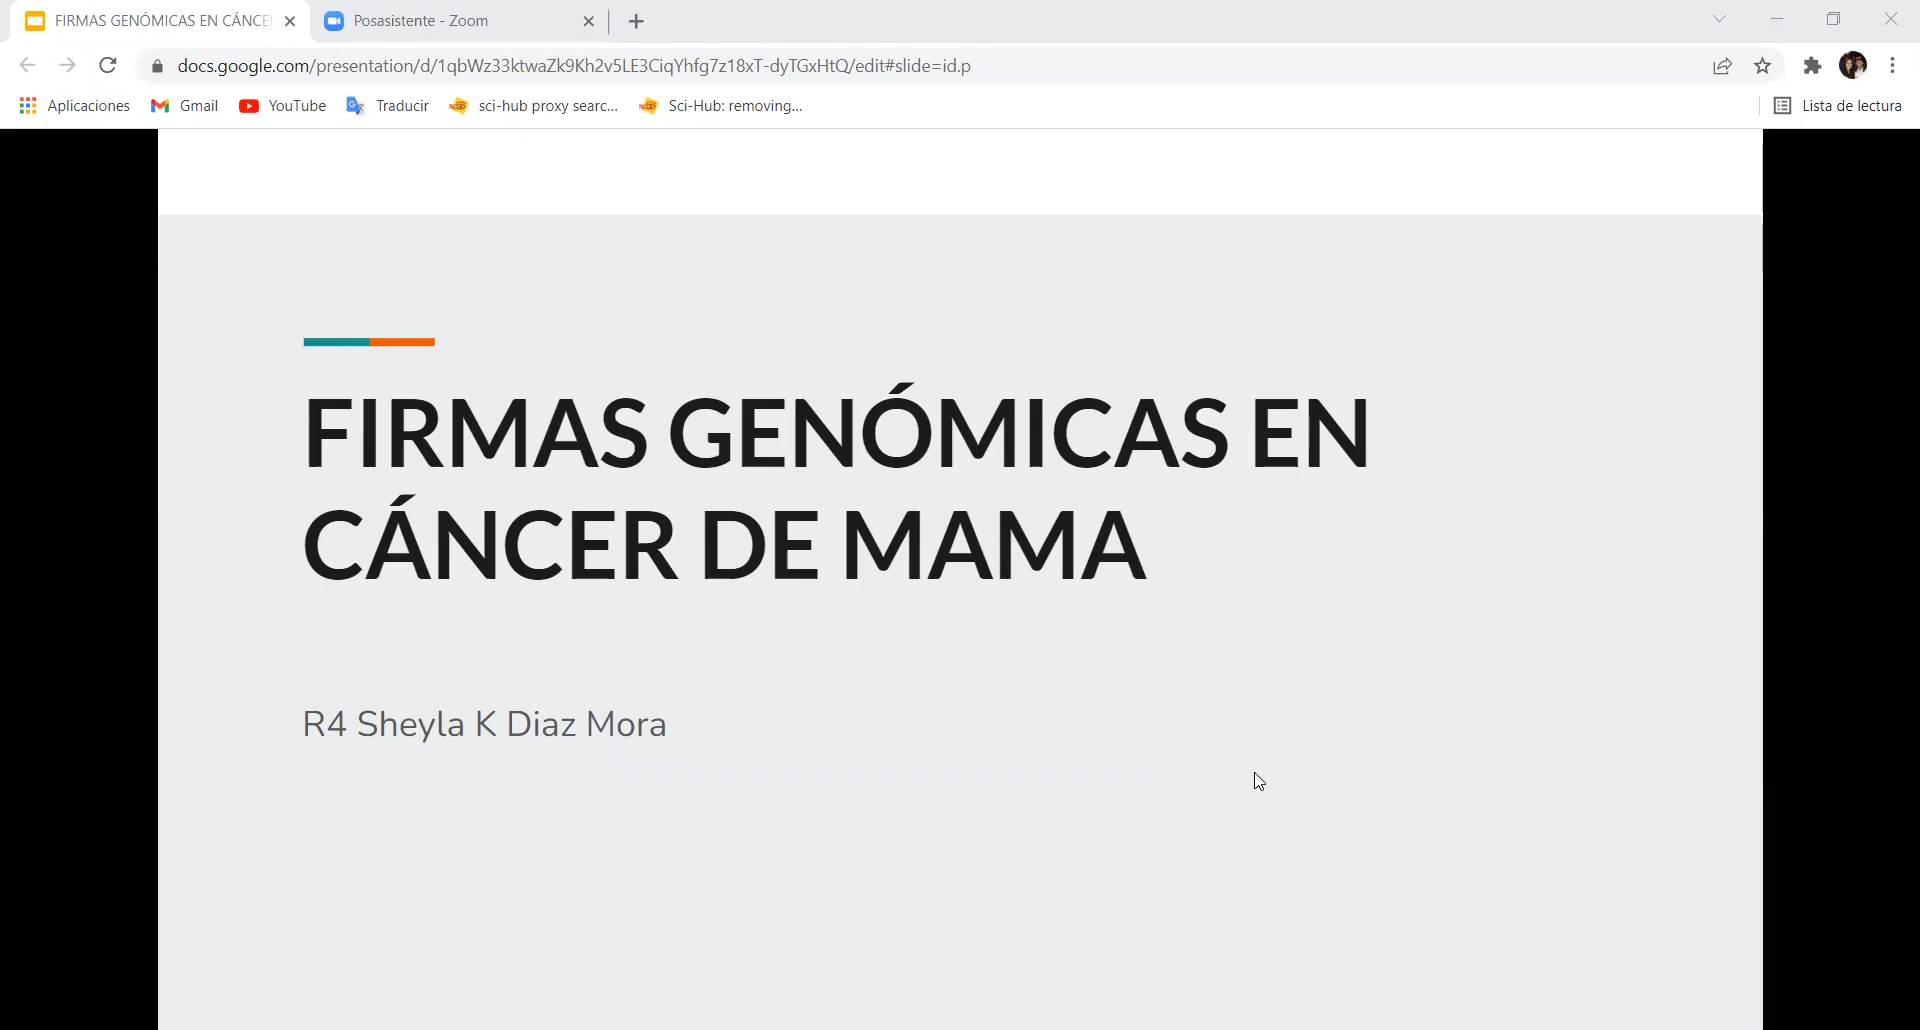 FIRMAS GENÓMICAS EN CÁNCE
Posasistente - Zoom
docs.google.com/presentation/d/1qbWz33ktwaZk9Kh2v5LE3CiqYhfg7z18xT-dyTGxHtQ/edit#slide=id.p
Aplicaciones Gmail YouTube Traducir sci-hub proxy searc... Sci-Hub: removing... Lista de lectura
FIRMAS GENÓMICAS EN
CÁNCER DE MAMA
R4 Sheyla K Diaz Mora